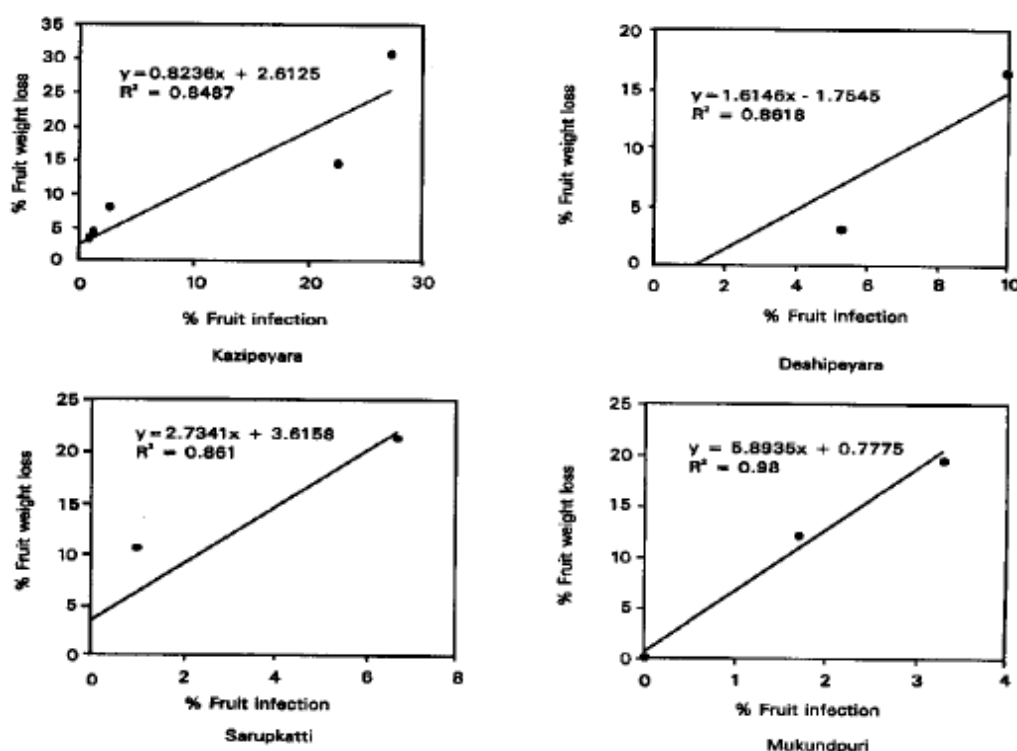 35
30
25
20
15
10
5
0
% Fruit weight loss
y=0.8236x + 2.6125
R² = 0.8487
0 10 20 30
% Fruit infection
Kazipeyara
20
15
10
5
0
% Fruit weight loss
y=1.6146x - 1.7545
R² = 0.8618
0 2 4 6 8 10
% Fruit infection
Deshipeyara
25
20
15
10
5
0
% Fruit weight loss
y=2.7341x + 3.6158
R² = 0.861
0 2 4 6 8
% Fruit infection
Sarupkatti
25
20
15
10
5
0
% Fruit weight loss
y = 5.8935x + 0.7775
R² = 0.98
0 1 2 3 4
% Fruit infection
Mukundpuri